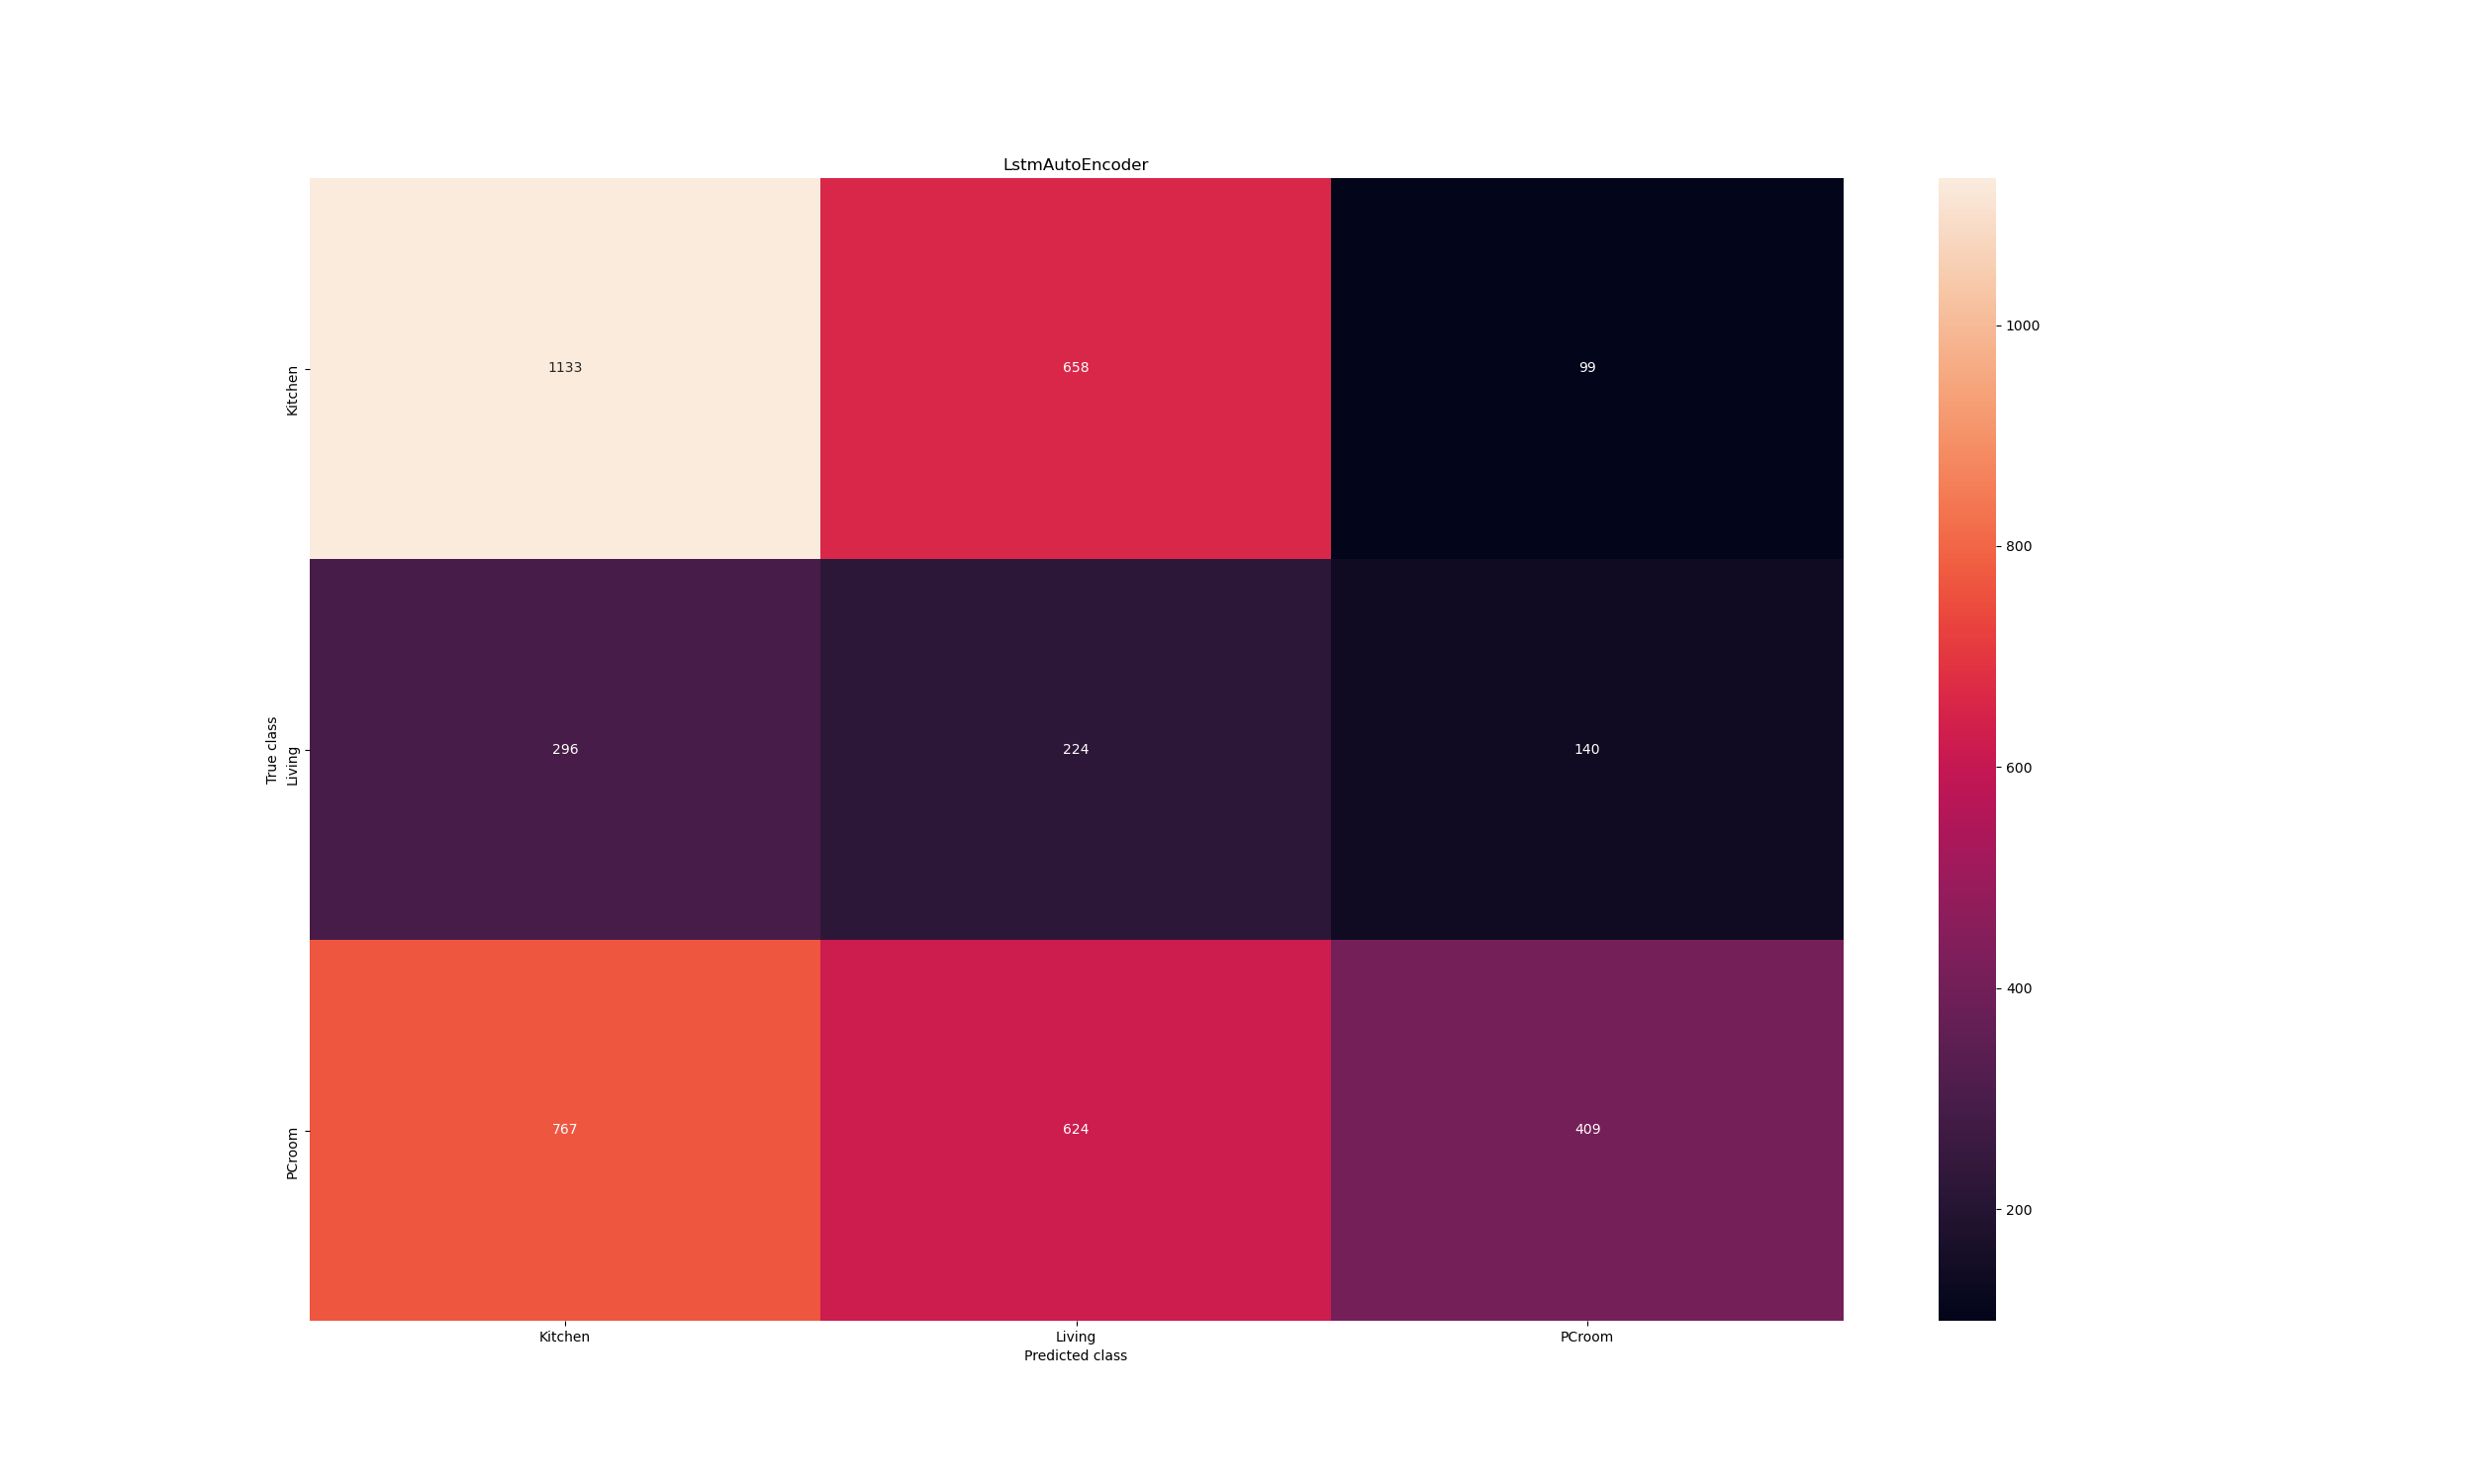 LstmAutoEncoder
1133 658 99
296 224 140
767 624 409
Kitchen
Living
PCroom
True class
Kitchen Living PCroom
Predicted class
1000
800
600
400
200